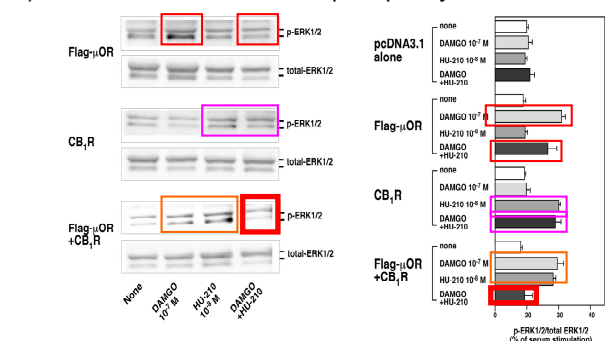 Flag-μOR
p-ERK1/2
total-ERK1/2
CB1R
p-ERK1/2
total-ERK1/2
Flag-μOR
+CB1R
p-ERK1/2
total-ERK1/2
None
DAMGO
10⁻⁷ M
HU-210
10⁻⁸ M
DAMGO
+HU-210
pcDNA3.1
alone
none
DAMGO 10⁻⁷ M
HU-210 10⁻⁸ M
DAMGO
+HU-210
Flag-μOR
none
DAMGO 10⁻⁷ M
HU-210 10⁻⁸ M
DAMGO
+HU-210
CB1R
none
DAMGO 10⁻⁷ M
HU-210 10⁻⁸ M
DAMGO
+HU-210
Flag-μOR
+CB1R
none
DAMGO 10⁻⁷ M
HU-210 10⁻⁸ M
DAMGO
+HU-210
0 20 30 40
p-ERK1/2/total ERK1/2
(% of serum stimulation)